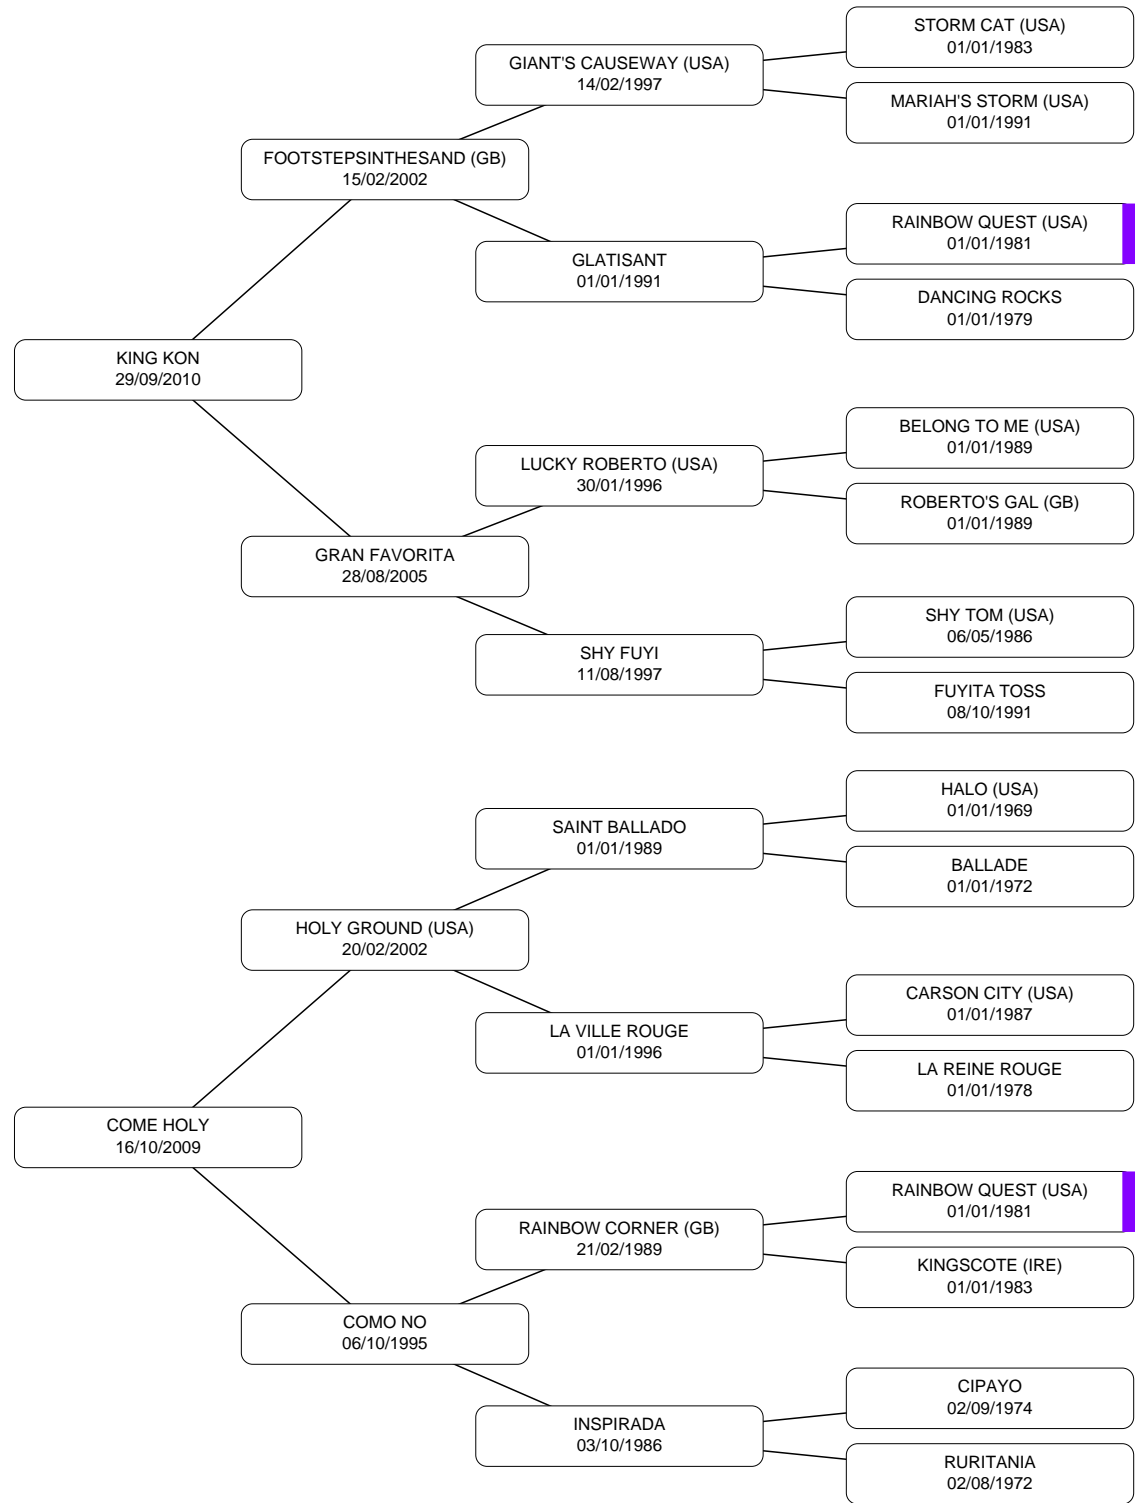 STORM CAT (USA)
01/01/1983
GIANT'S CAUSEWAY (USA)
14/02/1997
MARIAH'S STORM (USA)
01/01/1991
FOOTSTEPSINTHESAND (GB)
15/02/2002
RAINBOW QUEST (USA)
01/01/1981
GLATISANT
01/01/1991
DANCING ROCKS
01/01/1979
KING KON
29/09/2010
BELONG TO ME (USA)
01/01/1989
LUCKY ROBERTO (USA)
30/01/1996
ROBERTO'S GAL (GB)
01/01/1989
GRAN FAVORITA
28/08/2005
SHY TOM (USA)
06/05/1986
SHY FUYI
11/08/1997
FUYITA TOSS
08/10/1991
HALO (USA)
01/01/1969
SAINT BALLADO
01/01/1989
BALLADE
01/01/1972
HOLY GROUND (USA)
20/02/2002
CARSON CITY (USA)
01/01/1987
LA VILLE ROUGE
01/01/1996
LA REINE ROUGE
01/01/1978
COME HOLY
16/10/2009
RAINBOW QUEST (USA)
01/01/1981
RAINBOW CORNER (GB)
21/02/1989
KINGSCOTE (IRE)
01/01/1983
COMO NO
06/10/1995
CIPAYO
02/09/1974
INSPIRADA
03/10/1986
RURITANIA
02/08/1972